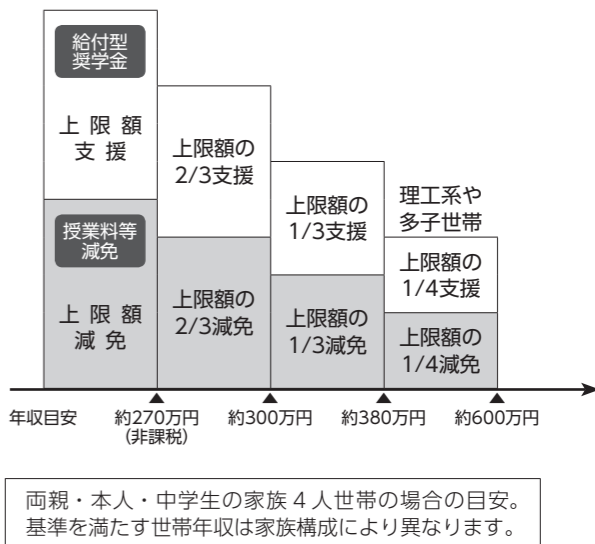 給付型
奨学金
上限額
支援
授業料等
減免
上限額
減免
上限額の
2/3支援
上限額の
2/3減免
上限額の
1/3支援
上限額の
1/3減免
理工系や
多子世帯
上限額の
1/4支援
上限額の
1/4減免
年収目安
約270万円
(非課税)
約300万円
約380万円
約600万円
両親・本人・中学生の家族4人世帯の場合の目安。
基準を満たす世帯年収は家族構成により異なります。